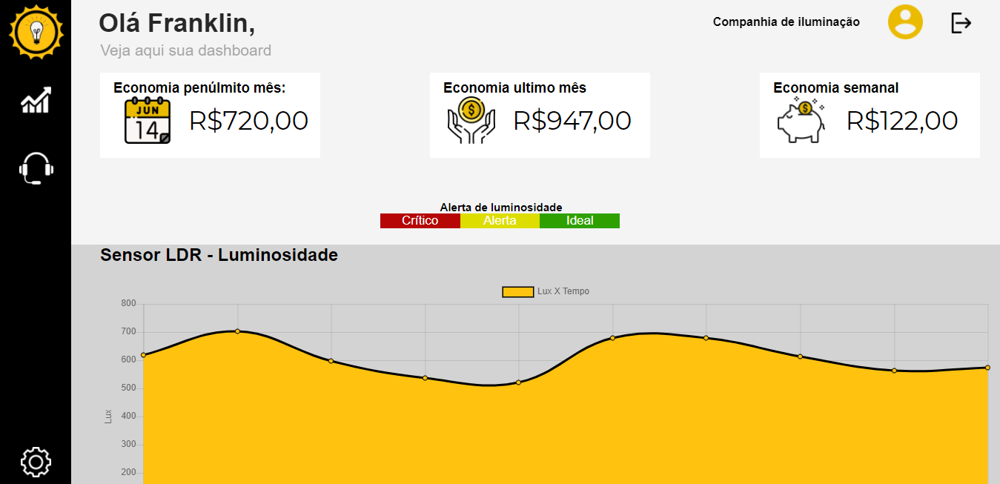 Olá Franklin,
Companhia de iluminação
Veja aqui sua dashboard
Economia penúlmito mês:
JUN
14
R$720,00
Economia ultimo mês
$
R$947,00
Economia semanal
$
R$122,00
Alerta de luminosidade
Crítico Alerta Ideal
Sensor LDR - Luminosidade
Lux X Tempo
800
700
600
500
400
300
200
Lux